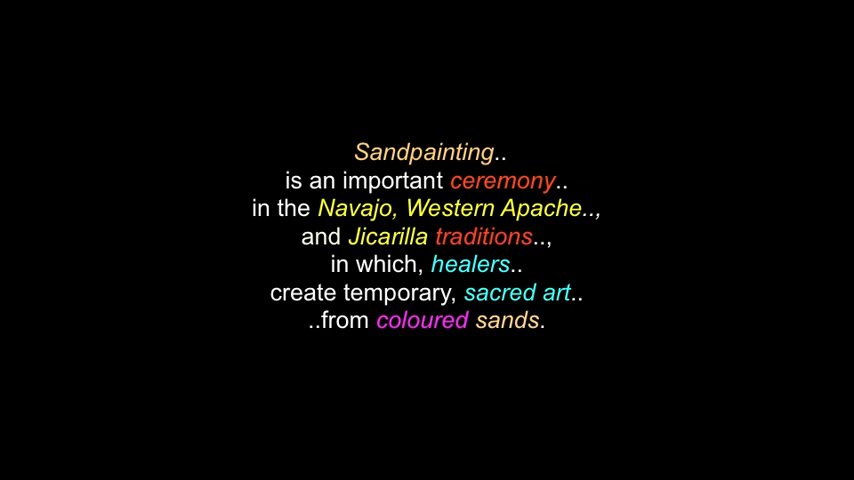 Sandpainting..
is an important ceremony..
in the Navajo, Western Apache..,
and Jicarilla traditions..,
in which, healers..
create temporary, sacred art..
..from coloured sands.